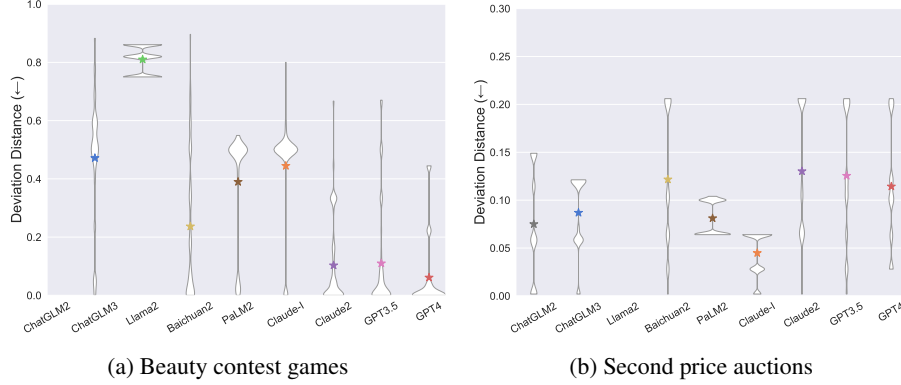 1.0
0.8
0.6
0.4
0.2
0.0
Deviation Distance (←)
ChatGLM2
ChatGLM3
Llama2
Baichuan2
PaLM2
Claude-I
Claude2
GPT3.5
GPT4
(a) Beauty contest games
0.30
0.25
0.20
0.15
0.10
0.05
0.00
Deviation Distance (←)
ChatGLM2
ChatGLM3
Llama2
Baichuan2
PaLM2
Claude-I
Claude2
GPT3.5
GPT4
(b) Second price auctions